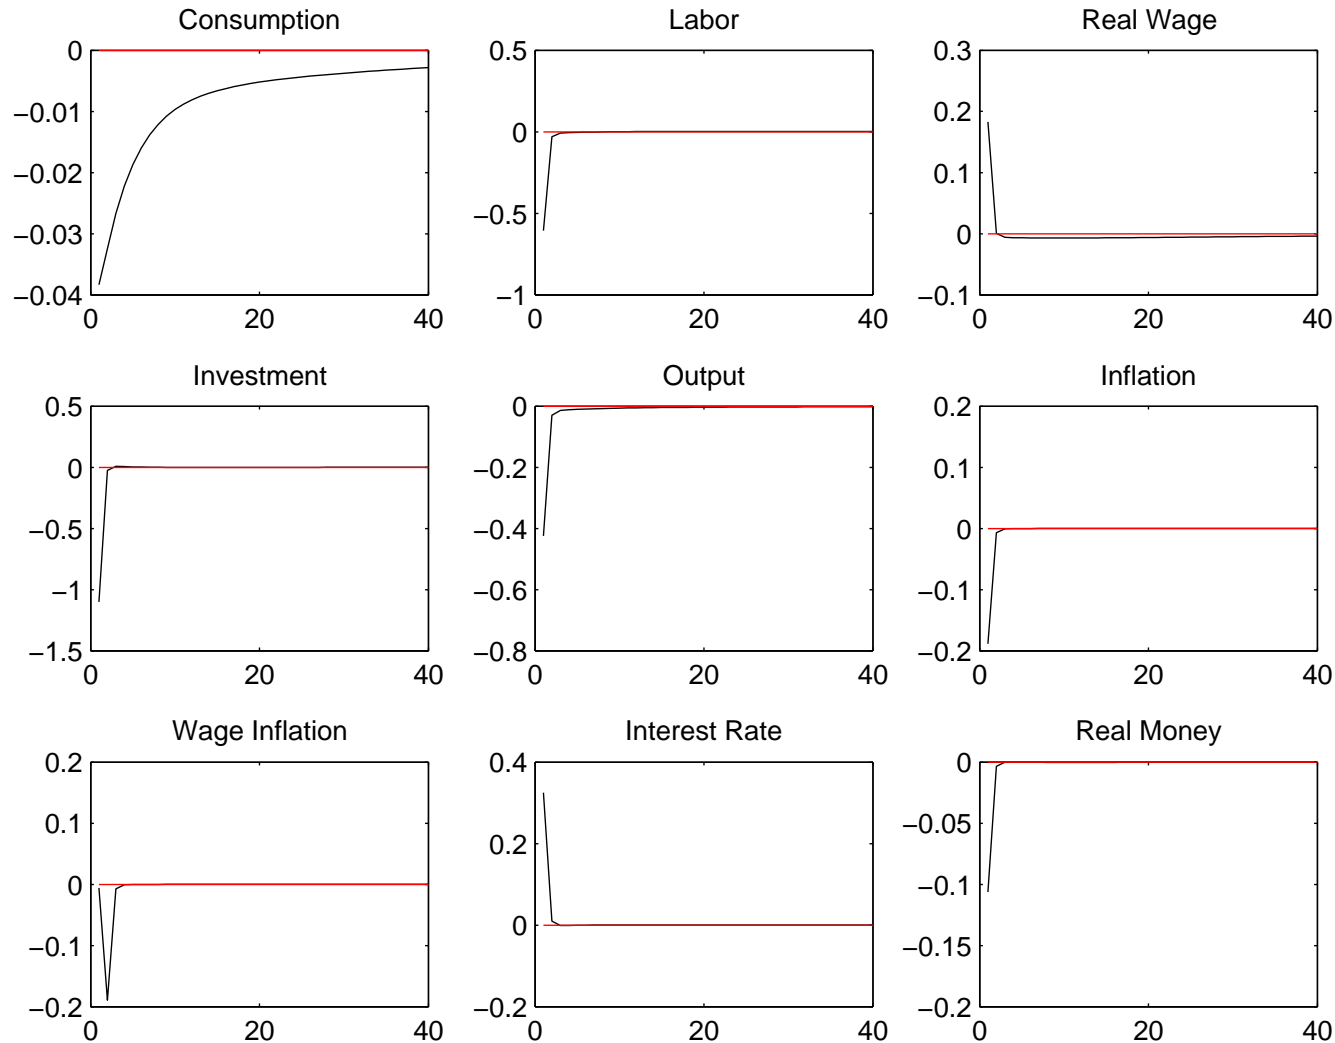 Consumption
0
−0.01
−0.02
−0.03
−0.04
0 20 40
Labor
0.5
0
−0.5
−1
0 20 40
Real Wage
0.3
0.2
0.1
0
−0.1
0 20 40
Investment
0.5
0
−0.5
−1
−1.5
0 20 40
Output
0
−0.2
−0.4
−0.6
−0.8
0 20 40
Inflation
0.2
0.1
0
−0.1
−0.2
0 20 40
Wage Inflation
0.2
0.1
0
−0.1
−0.2
0 20 40
Interest Rate
0.4
0.2
0
−0.2
0 20 40
Real Money
0
−0.05
−0.1
−0.15
−0.2
0 20 40